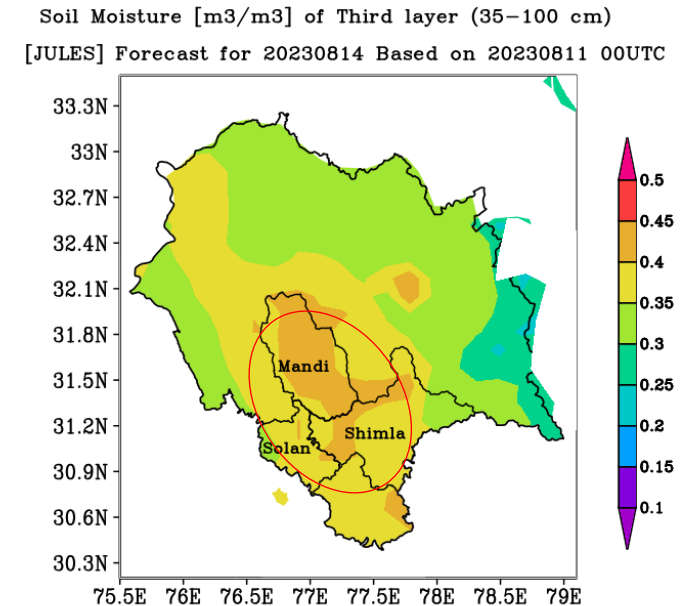 Soil Moisture [m3/m3] of Third layer (35−100 cm)
[JULES] Forecast for 20230814 Based on 20230811 00UTC
33.3N
33N
32.7N
32.4N
32.1N
31.8N
31.5N
31.2N
30.9N
30.6N
30.3N
Mandi
Shimla
Solan
0.5
0.45
0.4
0.35
0.3
0.25
0.2
0.15
0.1
75.5E 76E 76.5E 77E 77.5E 78E 78.5E 79E